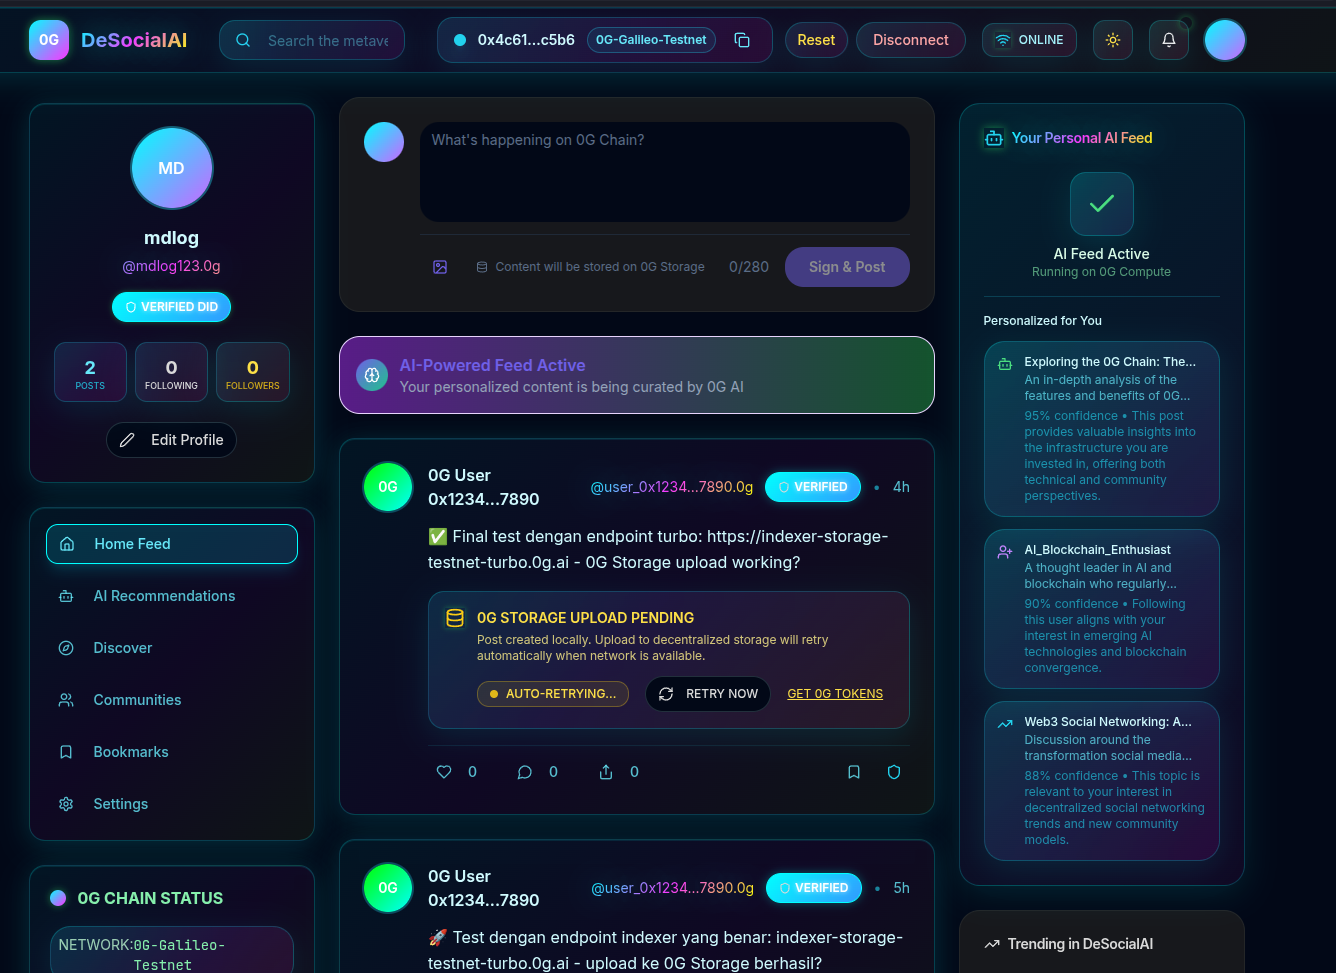 0G
DeSocialAI
Search the metave
0x4c61...c5b6
0G-Galileo-Testnet
Reset
Disconnect
ONLINE
MD
mdlog
@mdlog123.0g
VERIFIED DID
2
POSTS
0
FOLLOWING
0
FOLLOWERS
Edit Profile
Home Feed
AI Recommendations
Discover
Communities
Bookmarks
Settings
0G CHAIN STATUS
NETWORK:0G-Galileo-
Testnet
What's happening on 0G Chain?
Content will be stored on 0G Storage
0/280
Sign & Post
AI-Powered Feed Active
Your personalized content is being curated by 0G AI
0G
0G User
0x1234...7890
@user_0x1234...7890.0g
VERIFIED
• 4h
✅ Final test dengan endpoint turbo: https://indexer-storage-
testnet-turbo.0g.ai - 0G Storage upload working?
0G STORAGE UPLOAD PENDING
Post created locally. Upload to decentralized storage will retry
automatically when network is available.
AUTO-RETRYING...
RETRY NOW
GET 0G TOKENS
0
0
0
0G
0G User
0x1234...7890
@user_0x1234...7890.0g
VERIFIED
• 5h
🚀 Test dengan endpoint indexer yang benar: indexer-storage-
testnet-turbo.0g.ai - upload ke 0G Storage berhasil?
Your Personal AI Feed
AI Feed Active
Running on 0G Compute
Personalized for You
Exploring the 0G Chain: The...
An in-depth analysis of the
features and benefits of 0G...
95% confidence • This post
provides valuable insights into
the infrastructure you are
invested in, offering both
technical and community
perspectives.
AI_Blockchain_Enthusiast
A thought leader in AI and
blockchain who regularly...
90% confidence • Following
this user aligns with your
interest in emerging AI
technologies and blockchain
convergence.
Web3 Social Networking: A...
Discussion around the
transformation social media...
88% confidence • This topic is
relevant to your interest in
decentralized social networking
trends and new community
models.
Trending in DeSocialAI